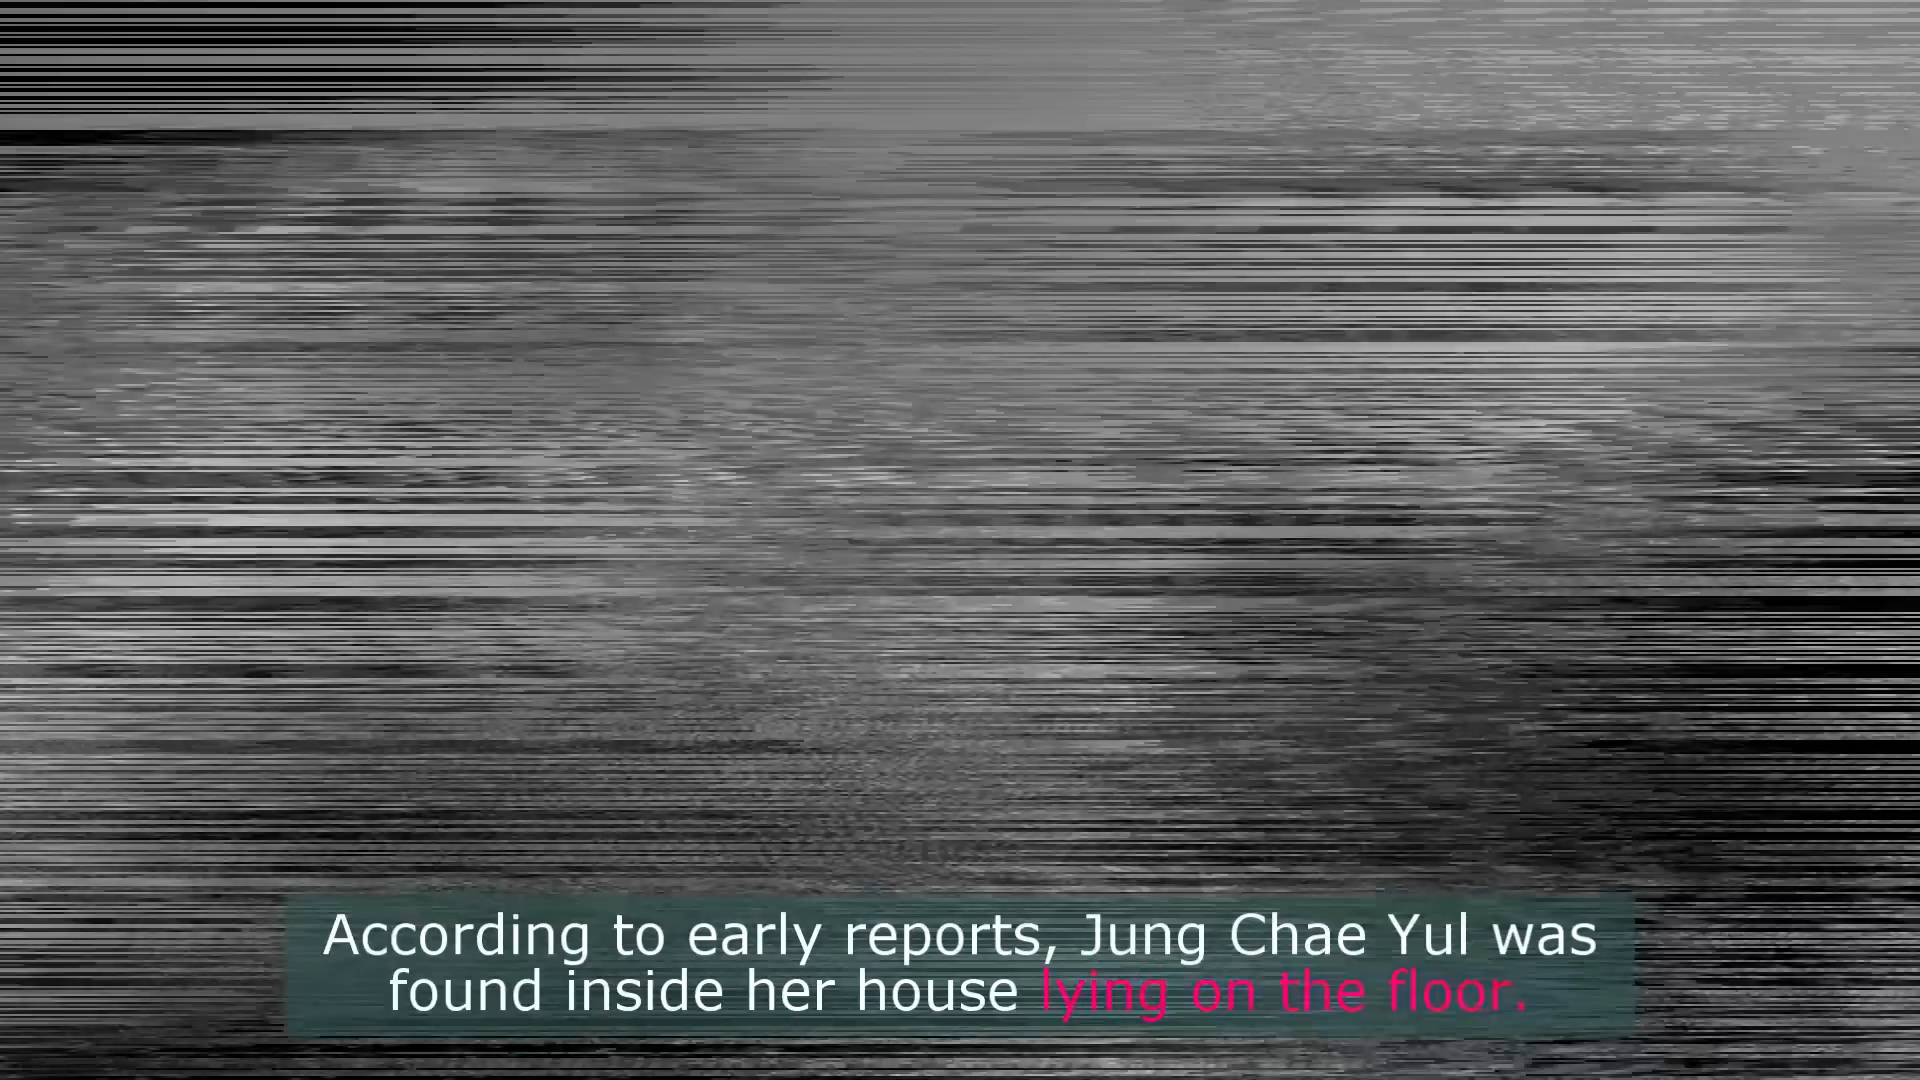 According to early reports, Jung Chae Yul was
found inside her house lying on the floor.